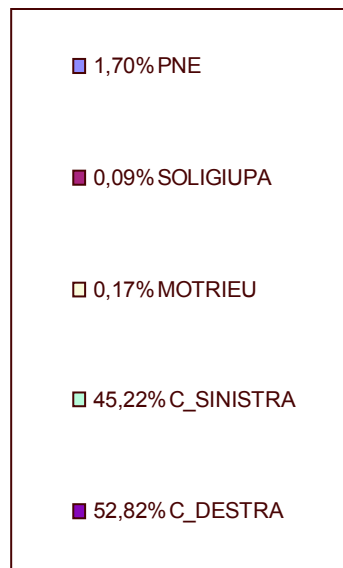 1,70% PNE
0,09% SOLIGIUPA
0,17% MOTRIEU
45,22% C_SINISTRA
52,82% C_DESTRA